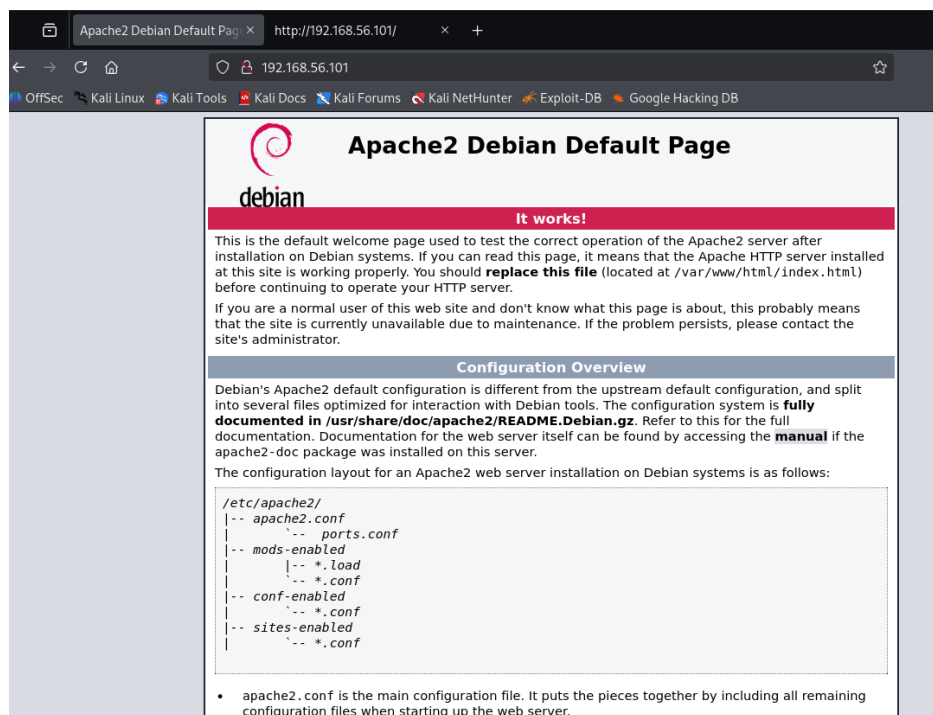 Apache2 Debian Default Pag
http://192.168.56.101/
192.168.56.101
OffSec Kali Linux Kali Tools Kali Docs Kali Forums Kali NetHunter Exploit-DB Google Hacking DB
debian
Apache2 Debian Default Page
It works!
This is the default welcome page used to test the correct operation of the Apache2 server after
installation on Debian systems. If you can read this page, it means that the Apache HTTP server installed
at this site is working properly. You should replace this file (located at /var/www/html/index.html)
before continuing to operate your HTTP server.
If you are a normal user of this web site and don't know what this page is about, this probably means
that the site is currently unavailable due to maintenance. If the problem persists, please contact the
site's administrator.
Configuration Overview
Debian's Apache2 default configuration is different from the upstream default configuration, and split
into several files optimized for interaction with Debian tools. The configuration system is fully
documented in /usr/share/doc/apache2/README.Debian.gz. Refer to this for the full
documentation. Documentation for the web server itself can be found by accessing the manual if the
apache2-doc package was installed on this server.
The configuration layout for an Apache2 web server installation on Debian systems is as follows:
/etc/apache2/
|-- apache2.conf
|       `--  ports.conf
|-- mods-enabled
|       |-- *.load
|       `-- *.conf
|-- conf-enabled
|       `-- *.conf
|-- sites-enabled
|       `-- *.conf
• apache2.conf is the main configuration file. It puts the pieces together by including all remaining
configuration files when starting up the web server.